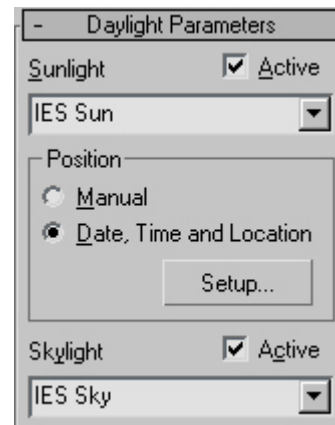 - Daylight Parameters
Sunlight Active
IES Sun
Position
Manual
Date, Time and Location
Setup...
Skylight Active
IES Sky